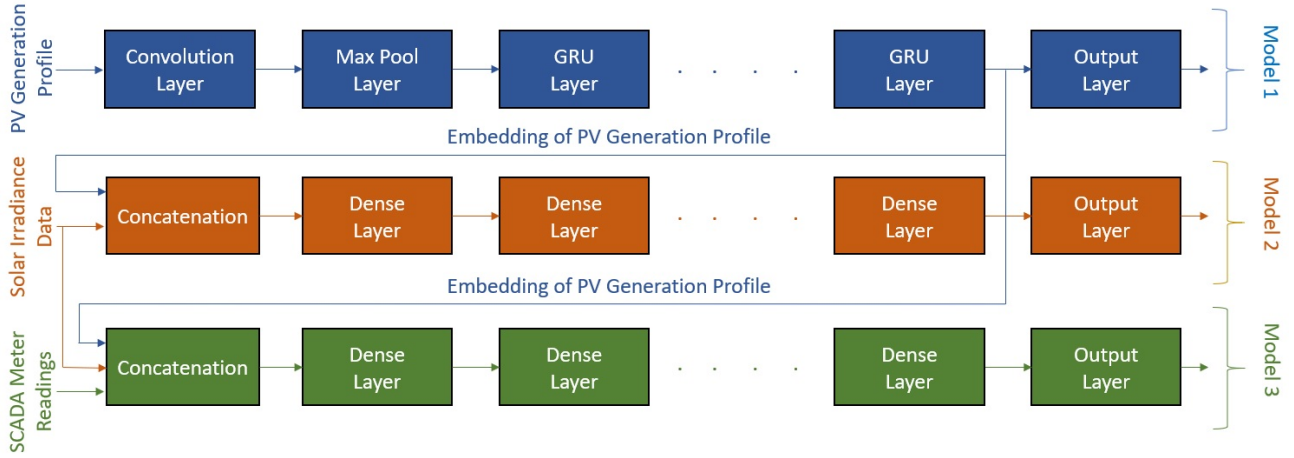 PV Generation
Profile
Convolution
Layer
Max Pool
Layer
GRU
Layer
. . . .
GRU
Layer
Output
Layer
Model 1
Embedding of PV Generation Profile
Solar Irradiance
Data
Concatenation
Dense
Layer
Dense
Layer
. . . .
Dense
Layer
Output
Layer
Model 2
Embedding of PV Generation Profile
SCADA Meter
Readings
Concatenation
Dense
Layer
Dense
Layer
. . . .
Dense
Layer
Output
Layer
Model 3